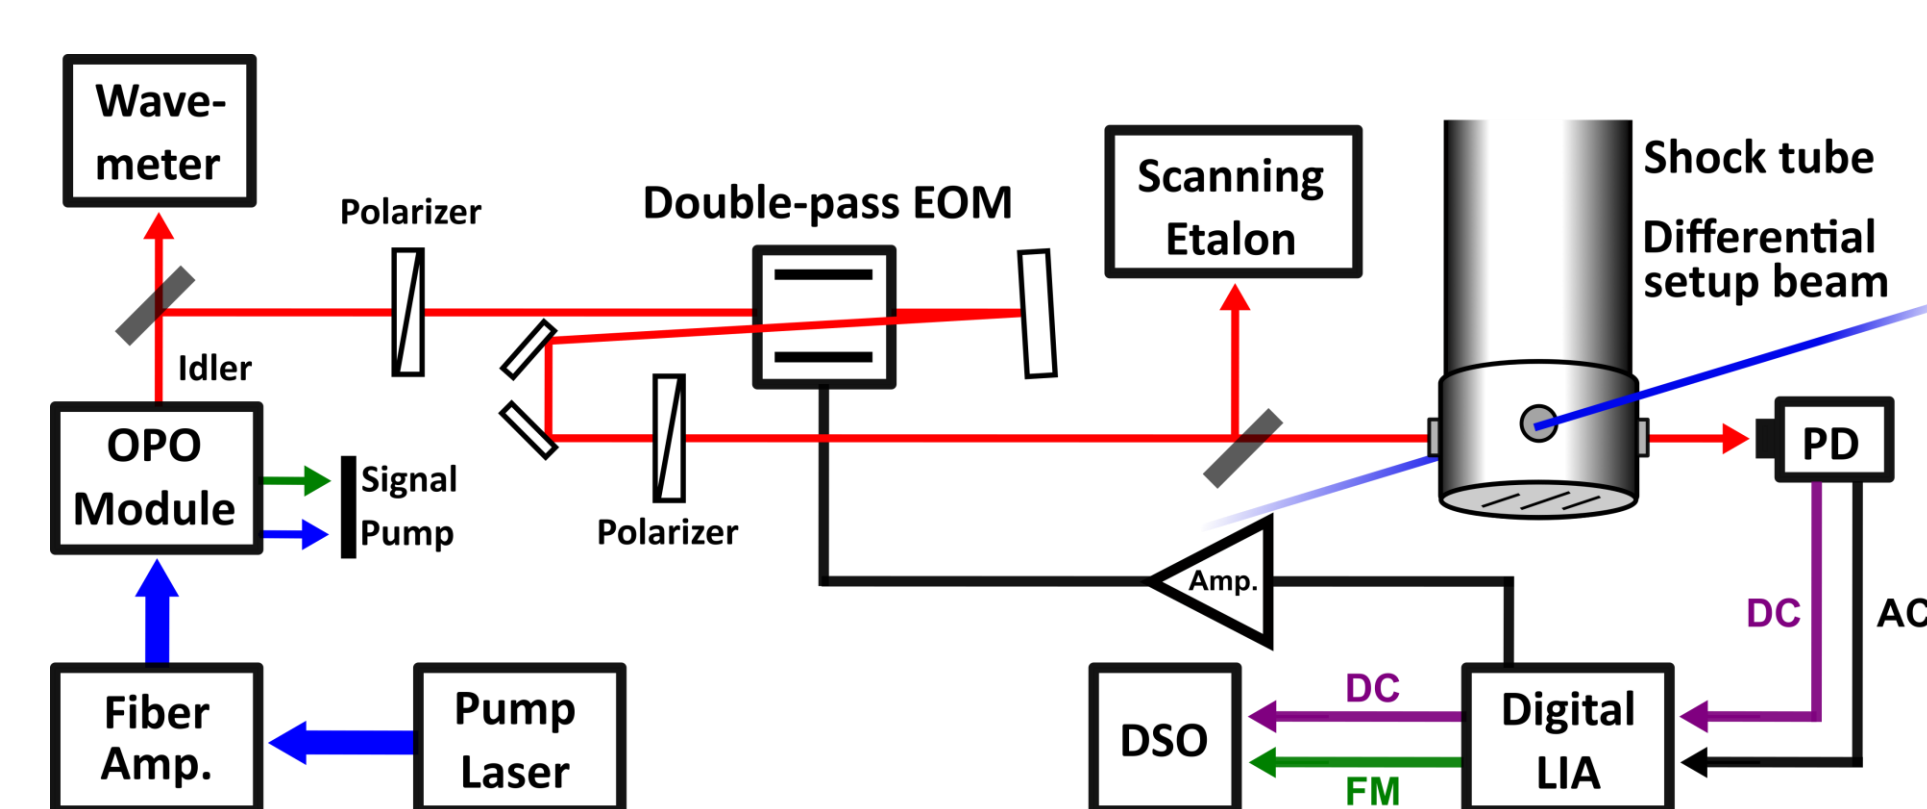 Wave-
meter
Polarizer
Double-pass EOM
Scanning
Etalon
Shock tube
Differential
setup beam
Idler
OPO
Module
Signal
Pump
Polarizer
PD
Amp.
DC
AC
Fiber
Amp.
Pump
Laser
DSO
DC
FM
Digital
LIA